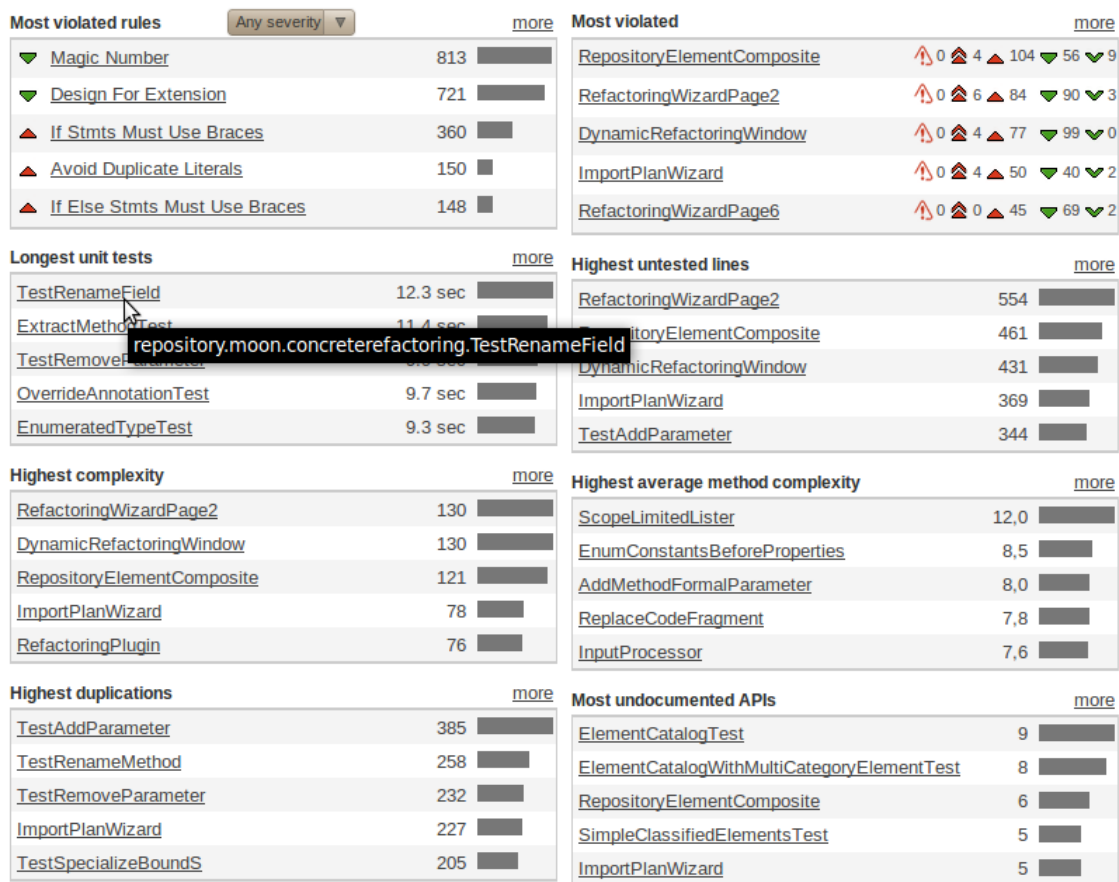 Most violated rules Any severity more
Magic Number 813
Design For Extension 721
If Stmts Must Use Braces 360
Avoid Duplicate Literals 150
If Else Stmts Must Use Braces 148
Longest unit tests more
TestRenameField 12.3 sec
ExtractMethodTest 11.4 sec
repository.moon.concreterefactoring.TestRenameField
TestRemoveParameter
OverrideAnnotationTest 9.7 sec
EnumeratedTypeTest 9.3 sec
Highest complexity more
RefactoringWizardPage2 130
DynamicRefactoringWindow 130
RepositoryElementComposite 121
ImportPlanWizard 78
RefactoringPlugin 76
Highest duplications more
TestAddParameter 385
TestRenameMethod 258
TestRemoveParameter 232
ImportPlanWizard 227
TestSpecializeBoundS 205
Most violated more
RepositoryElementComposite 0 4 104 56 9
RefactoringWizardPage2 0 6 84 90 3
DynamicRefactoringWindow 0 4 77 99 0
ImportPlanWizard 0 4 50 40 2
RefactoringWizardPage6 0 0 45 69 2
Highest untested lines more
RefactoringWizardPage2 554
RepositoryElementComposite 461
DynamicRefactoringWindow 431
ImportPlanWizard 369
TestAddParameter 344
Highest average method complexity more
ScopeLimitedLister 12,0
EnumConstantsBeforeProperties 8,5
AddMethodFormalParameter 8,0
ReplaceCodeFragment 7,8
InputProcessor 7,6
Most undocumented APIs more
ElementCatalogTest 9
ElementCatalogWithMultiCategoryElementTest 8
RepositoryElementComposite 6
SimpleClassifiedElementsTest 5
ImportPlanWizard 5